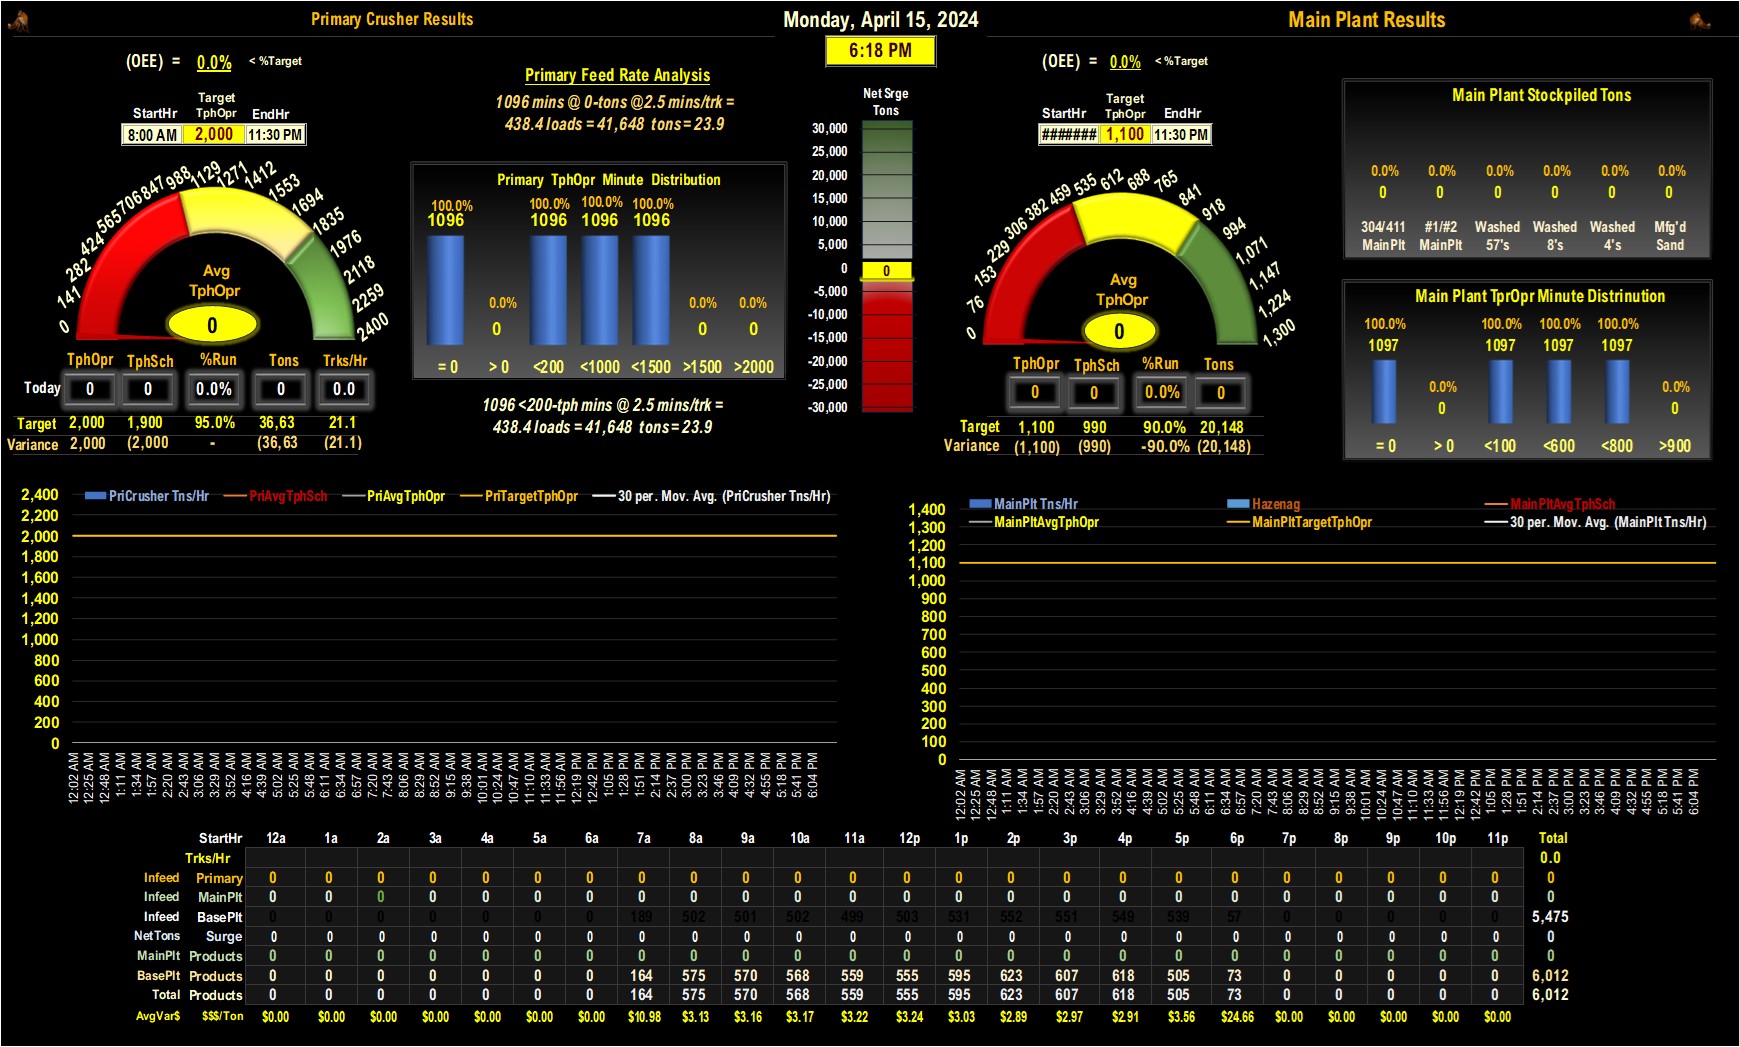 Primary Crusher Results
Monday, April 15, 2024
Main Plant Results
6:18 PM
(OEE) = 0.0% < %Target
StartHr Target TphOpr EndHr
8:00 AM 2,000 11:30 PM
0 141 282 424 565 706 847 988 1129 1271 1412 1553 1694 1835 1976 2118 2259 2400
Avg
TphOpr
0
TphOpr TphSch %Run Tons Trks/Hr
Today 0 0 0.0% 0 0.0
Target 2,000 1,900 95.0% 36,63 21.1
Variance 2,000 (2,000 - (36,63 (21.1)
Primary Feed Rate Analysis
1096 mins @ 0-tons @2.5 mins/trk =
438.4 loads = 41,648 tons = 23.9
Primary TphOpr Minute Distribution
100.0% 100.0% 100.0% 100.0%
1096 1096 1096 1096
0.0% 0.0% 0.0%
0 0 0
= 0 > 0 <200 <1000 <1500 >1500 >2000
1096 <200-tph mins @ 2.5 mins/trk =
438.4 loads = 41,648 tons = 23.9
Net Srge
Tons
30,000
25,000
20,000
15,000
10,000
5,000
0 0
-5,000
-10,000
-15,000
-20,000
-25,000
-30,000
(OEE) = 0.0% < %Target
StartHr Target TphOpr EndHr
####### 1,100 11:30 PM
0 76 153 229 306 382 459 535 612 688 765 841 918 994 1,071 1,147 1,224 1,300
Avg
TphOpr
0
TphOpr TphSch %Run Tons
0 0 0.0% 0
Target 1,100 990 90.0% 20,148
Variance (1,100) (990) -90.0% (20,148)
Main Plant Stockpiled Tons
0.0% 0.0% 0.0% 0.0% 0.0% 0.0%
0 0 0 0 0 0
304/411 #1/#2 Washed Washed Washed Mfg'd
MainPlt MainPlt 57's 8's 4's Sand
Main Plant TprOpr Minute Distrinution
100.0% 100.0% 100.0% 100.0%
1097 1097 1097 1097
0.0% 0.0%
0 0
= 0 > 0 <100 <600 <800 >900
PriCrusher Tns/Hr PriAvgTphSch PriAvgTphOpr PriTargetTphOpr 30 per. Mov. Avg. (PriCrusher Tns/Hr)
2,400
2,200
2,000
1,800
1,600
1,400
1,200
1,000
800
600
400
200
0
12:02 AM 12:25 AM 12:48 AM 1:11 AM 1:34 AM 1:57 AM 2:20 AM 2:43 AM 3:06 AM 3:29 AM 3:52 AM 4:16 AM 4:39 AM 5:02 AM 5:25 AM 5:48 AM 6:11 AM 6:34 AM 6:57 AM 7:20 AM 7:43 AM 8:06 AM 8:29 AM 8:52 AM 9:15 AM 9:38 AM 10:01 AM 10:24 AM 10:47 AM 11:10 AM 11:33 AM 11:56 AM 12:19 PM 12:42 PM 1:05 PM 1:28 PM 1:51 PM 2:14 PM 2:37 PM 3:00 PM 3:23 PM 3:46 PM 4:09 PM 4:32 PM 4:55 PM 5:18 PM 5:41 PM 6:04 PM
MainPlt Tns/Hr Hazenag MainPltAvgTphSch
MainPltAvgTphOpr MainPltTargetTphOpr 30 per. Mov. Avg. (MainPlt Tns/Hr)
1,400
1,300
1,200
1,100
1,000
900
800
700
600
500
400
300
200
100
0
12:02 AM 12:25 AM 12:48 AM 1:11 AM 1:34 AM 1:57 AM 2:20 AM 2:43 AM 3:06 AM 3:29 AM 3:52 AM 4:16 AM 4:39 AM 5:02 AM 5:25 AM 5:48 AM 6:11 AM 6:34 AM 6:57 AM 7:20 AM 7:43 AM 8:06 AM 8:29 AM 8:52 AM 9:15 AM 9:38 AM 10:01 AM 10:24 AM 10:47 AM 11:10 AM 11:33 AM 11:56 AM 12:19 PM 12:42 PM 1:05 PM 1:28 PM 1:51 PM 2:14 PM 2:37 PM 3:00 PM 3:23 PM 3:46 PM 4:09 PM 4:32 PM 4:55 PM 5:18 PM 5:41 PM 6:04 PM
StartHr 12a 1a 2a 3a 4a 5a 6a 7a 8a 9a 10a 11a 12p 1p 2p 3p 4p 5p 6p 7p 8p 9p 10p 11p Total
Trks/Hr 0.0
Infeed Primary 0 0 0 0 0 0 0 0 0 0 0 0 0 0 0 0 0 0 0 0 0 0 0 0 0
Infeed MainPlt 0 0 0 0 0 0 0 0 0 0 0 0 0 0 0 0 0 0 0 0 0 0 0 0 0
Infeed BasePlt 0 0 0 0 0 0 0 189 502 501 502 499 503 531 552 551 549 539 57 0 0 0 0 0 5,475
NetTons Surge 0 0 0 0 0 0 0 0 0 0 0 0 0 0 0 0 0 0 0 0 0 0 0 0 0
MainPlt Products 0 0 0 0 0 0 0 0 0 0 0 0 0 0 0 0 0 0 0 0 0 0 0 0 0
BasePlt Products 0 0 0 0 0 0 0 164 575 570 568 559 555 595 623 607 618 505 73 0 0 0 0 0 6,012
Total Products 0 0 0 0 0 0 0 164 575 570 568 559 555 595 623 607 618 505 73 0 0 0 0 0 6,012
AvgVar$ $$$/Ton $0.00 $0.00 $0.00 $0.00 $0.00 $0.00 $0.00 $10.98 $3.13 $3.16 $3.17 $3.22 $3.24 $3.03 $2.89 $2.97 $2.91 $3.56 $24.66 $0.00 $0.00 $0.00 $0.00 $0.00